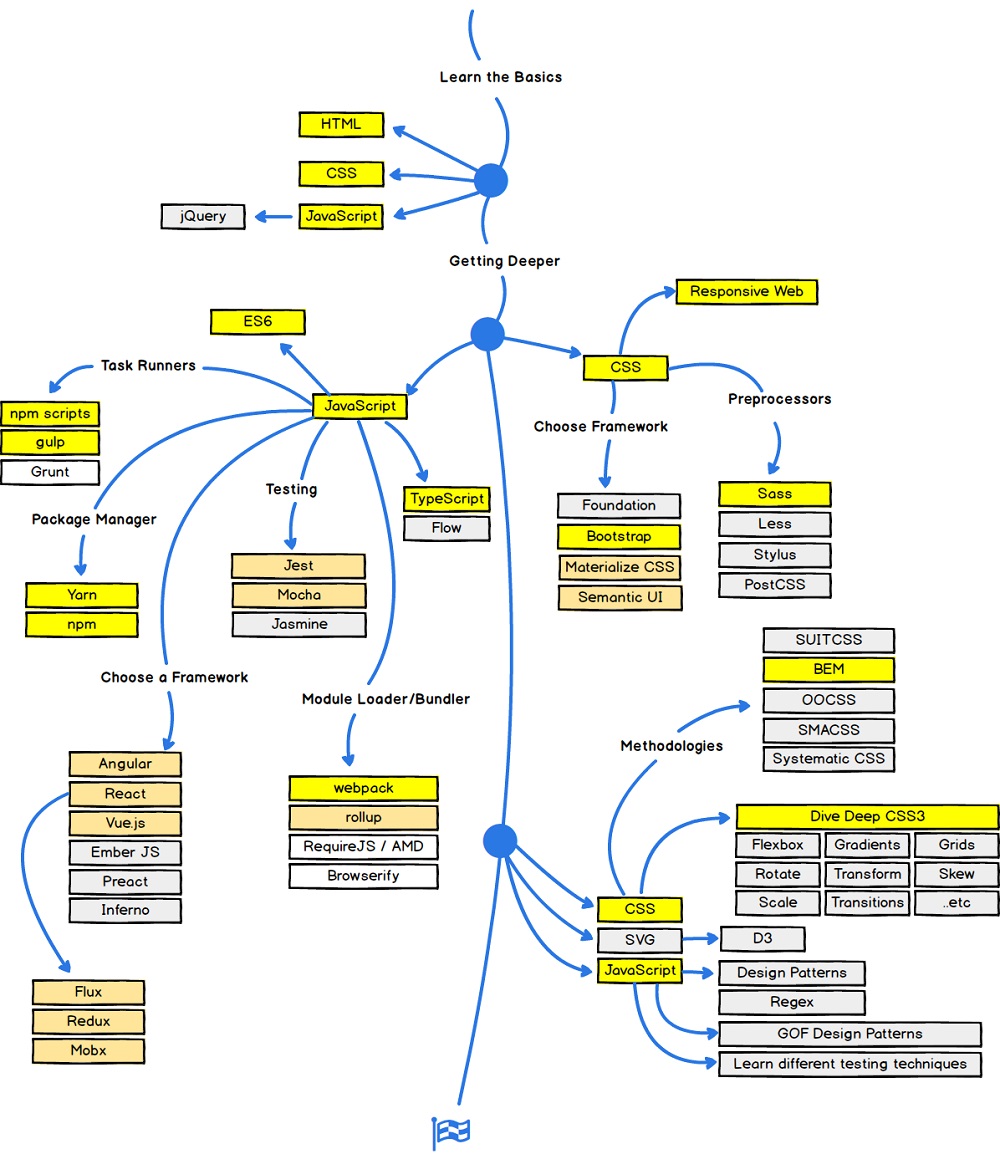 Learn the Basics
HTML
CSS
jQuery
JavaScript
Getting Deeper
Responsive Web
ES6
Task Runners
CSS
npm scripts
JavaScript
Preprocessors
gulp
Choose Framework
Grunt
Testing
TypeScript
Sass
Package Manager
Flow
Foundation
Less
Bootstrap
Stylus
Jest
Materialize CSS
PostCSS
Yarn
Mocha
Semantic UI
npm
Jasmine
SUITCSS
BEM
Choose a Framework
Module Loader/Bundler
OOCSS
SMACSS
Methodologies
Systematic CSS
Angular
webpack
React
rollup
Dive Deep CSS3
Vue.js
RequireJS / AMD
Flexbox Gradients Grids
Ember JS
Browserify
Rotate Transform Skew
Preact
Scale Transitions ..etc
Inferno
CSS
SVG
D3
JavaScript
Design Patterns
Flux
Regex
Redux
GOF Design Patterns
Mobx
Learn different testing techniques